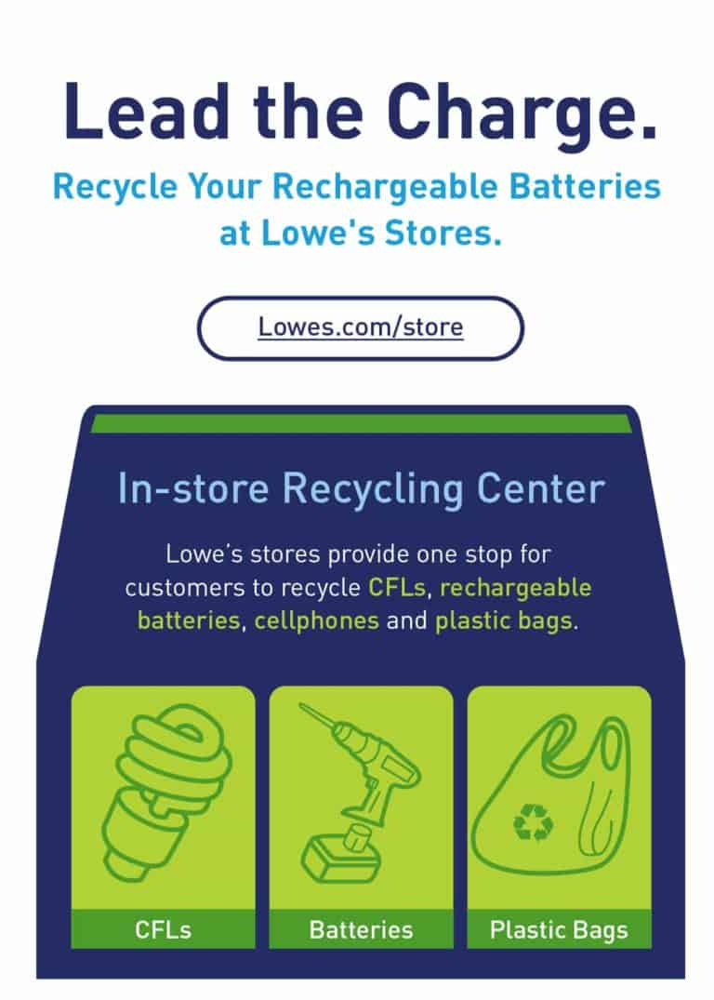 Lead the Charge.
Recycle Your Rechargeable Batteries
at Lowe's Stores.
Lowes.com/store
In-store Recycling Center
Lowe’s stores provide one stop for
customers to recycle CFLs, rechargeable
batteries, cellphones and plastic bags.
CFLs
Batteries
Plastic Bags